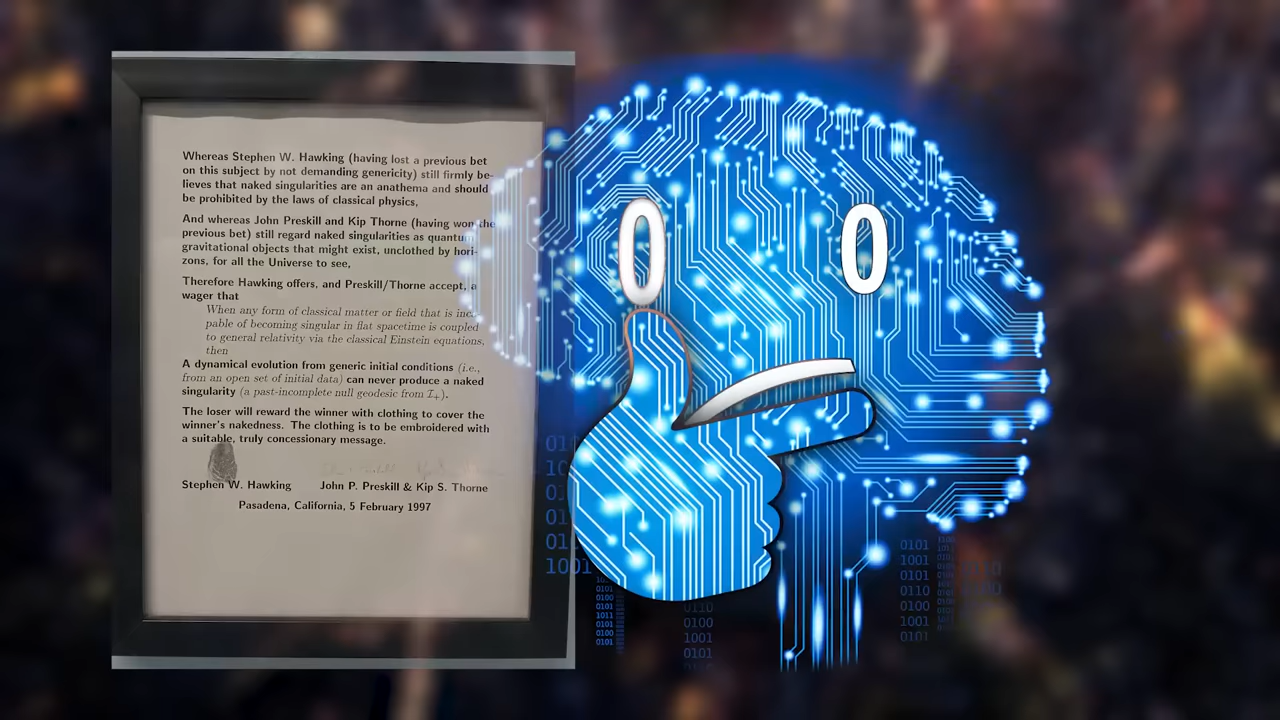 Whereas Stephen W. Hawking (having lost a previous bet
on this subject by not demanding genericity) still firmly be-
lieves that naked singularities are an anathema and should
be prohibited by the laws of classical physics,
And whereas John Preskill and Kip Thorne (having won the
previous bet) still regard naked singularities as quantum
gravitational objects that might exist, unclothed by hori-
zons, for all the Universe to see,
Therefore Hawking offers, and Preskill/Thorne accept, a
wager that
When any form of classical matter or field that is
pable of becoming singular in flat spacetime is coupled
to general relativity via the classical Einstein equations,
then
A dynamical evolution from generic initial conditions (i.e.,
from an open set of initial data) can never produce a naked
singularity (a past-incomplete null geodesic from I₊).
The loser will reward the winner with clothing to cover the
winner's nakedness. The clothing is to be embroidered with
a suitable, truly concessionary message.
Stephen W. Hawking John P. Preskill & Kip S. Thorne
Pasadena, California, 5 February 1997
0 0
1001
0101
0100
0101
1011
0101
0100
0101
0110
0100
1001
0101
0101
1001
0101
0110
0100
1001
0101